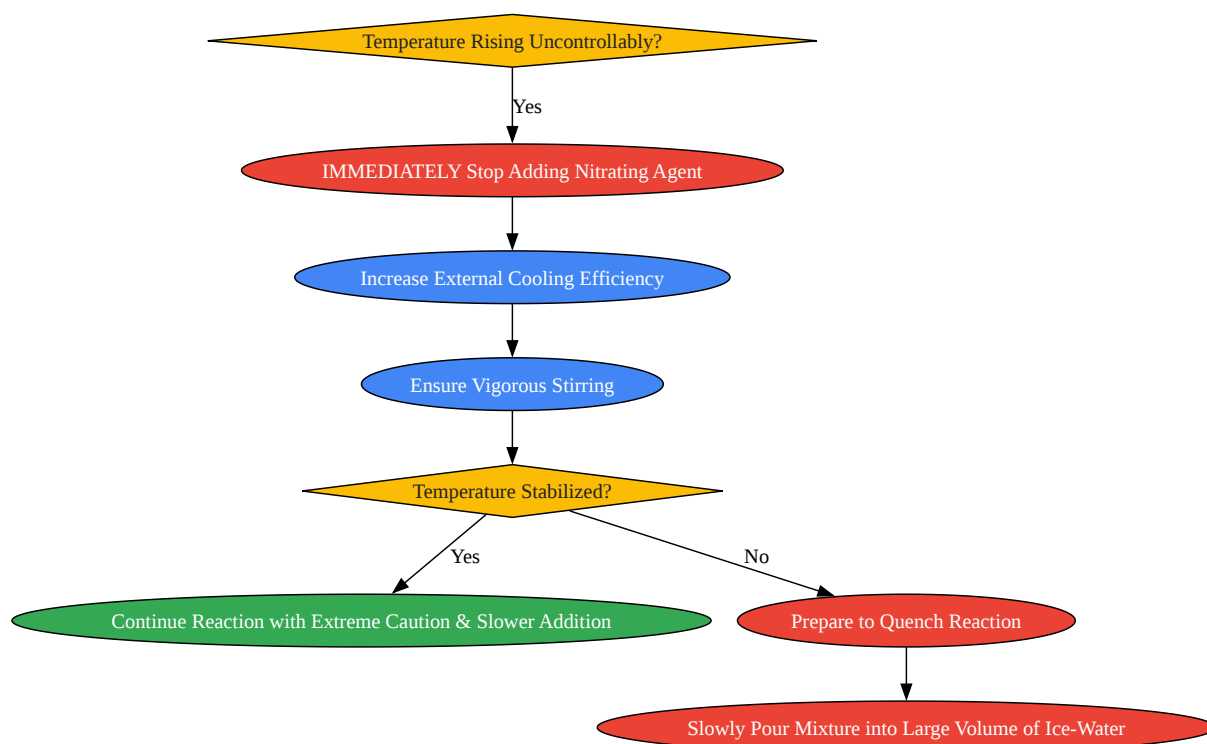 Temperature Rising Uncontrollably?
Yes
IMMEDIATELY Stop Adding Nitrating Agent
Increase External Cooling Efficiency
Ensure Vigorous Stirring
Temperature Stabilized?
Yes
No
Continue Reaction with Extreme Caution & Slower Addition
Prepare to Quench Reaction
Slowly Pour Mixture into Large Volume of Ice-Water